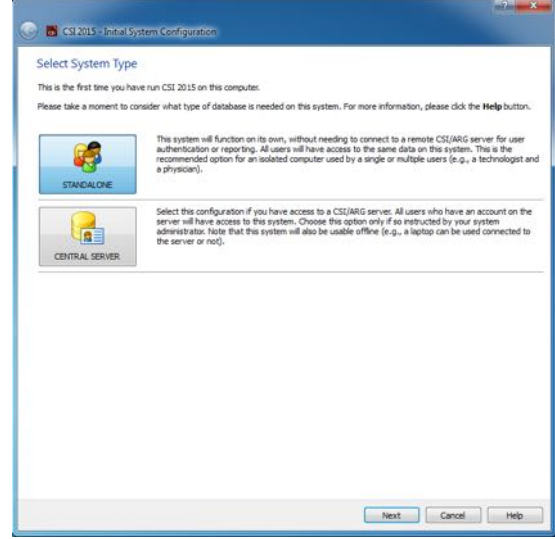 CSI 2015 - Initial System Configuration
Select System Type
This is the first time you have run CSI 2015 on this computer.
Please take a moment to consider what type of database is needed on this system. For more information, please click the Help button.
This system will function on its own, without needing to connect to a remote CSI/ARG server for user
authentication or reporting. All users will have access to the same data on this system. This is the
recommended option for an isolated computer used by a single or multiple users (e.g., a technologist and
a physician).
STANDALONE
Select this configuration if you have access to a CSI/ARG server. All users who have an account on the
server will have access to this system. Choose this option only if so instructed by your system
administrator. Note that this system will also be usable offline (e.g., a laptop can be used connected to
the server or not).
CENTRAL SERVER
Next Cancel Help